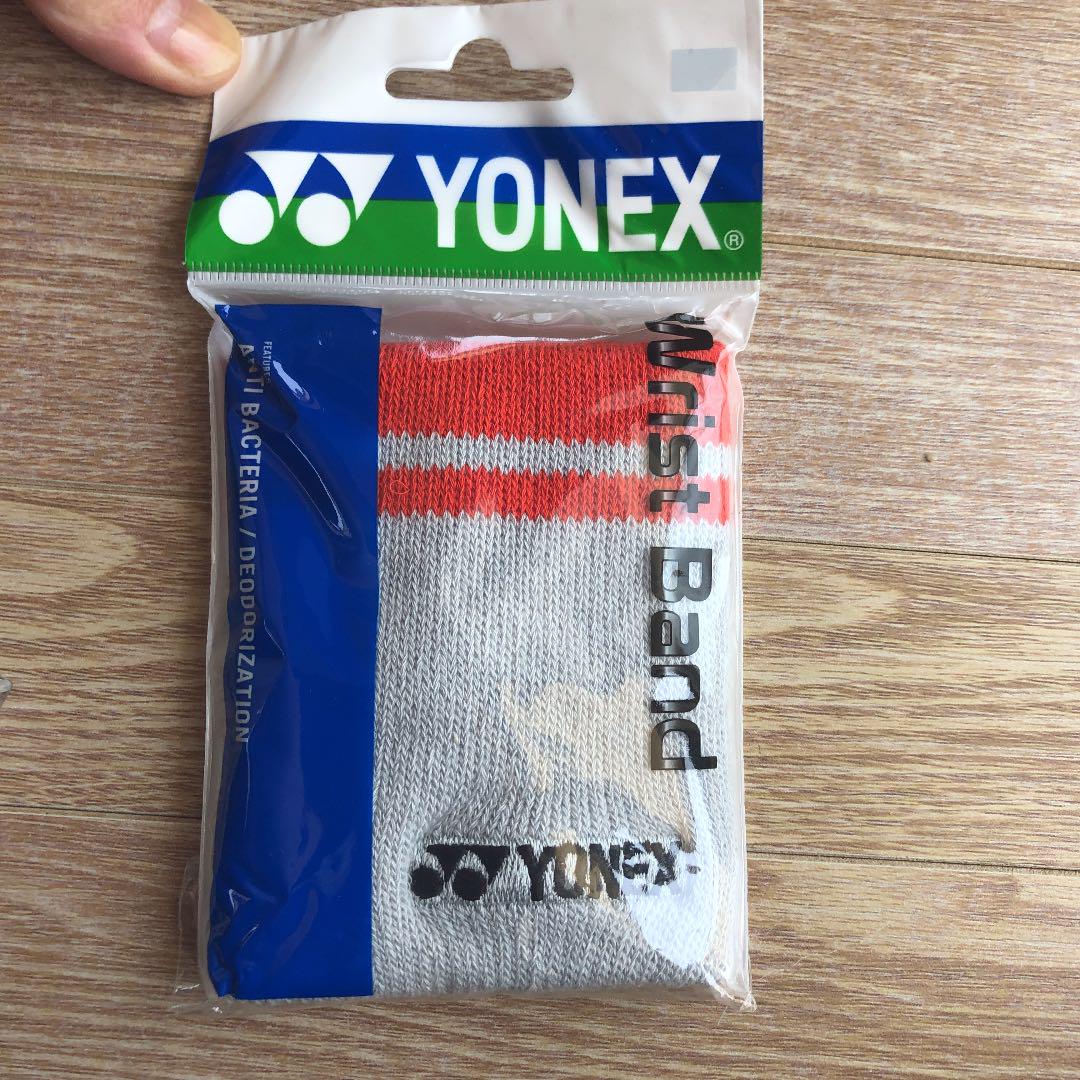 YONEX®
FEATURES
ANTI BACTERIA / DEODORIZATION
Wrist Band
YONEX